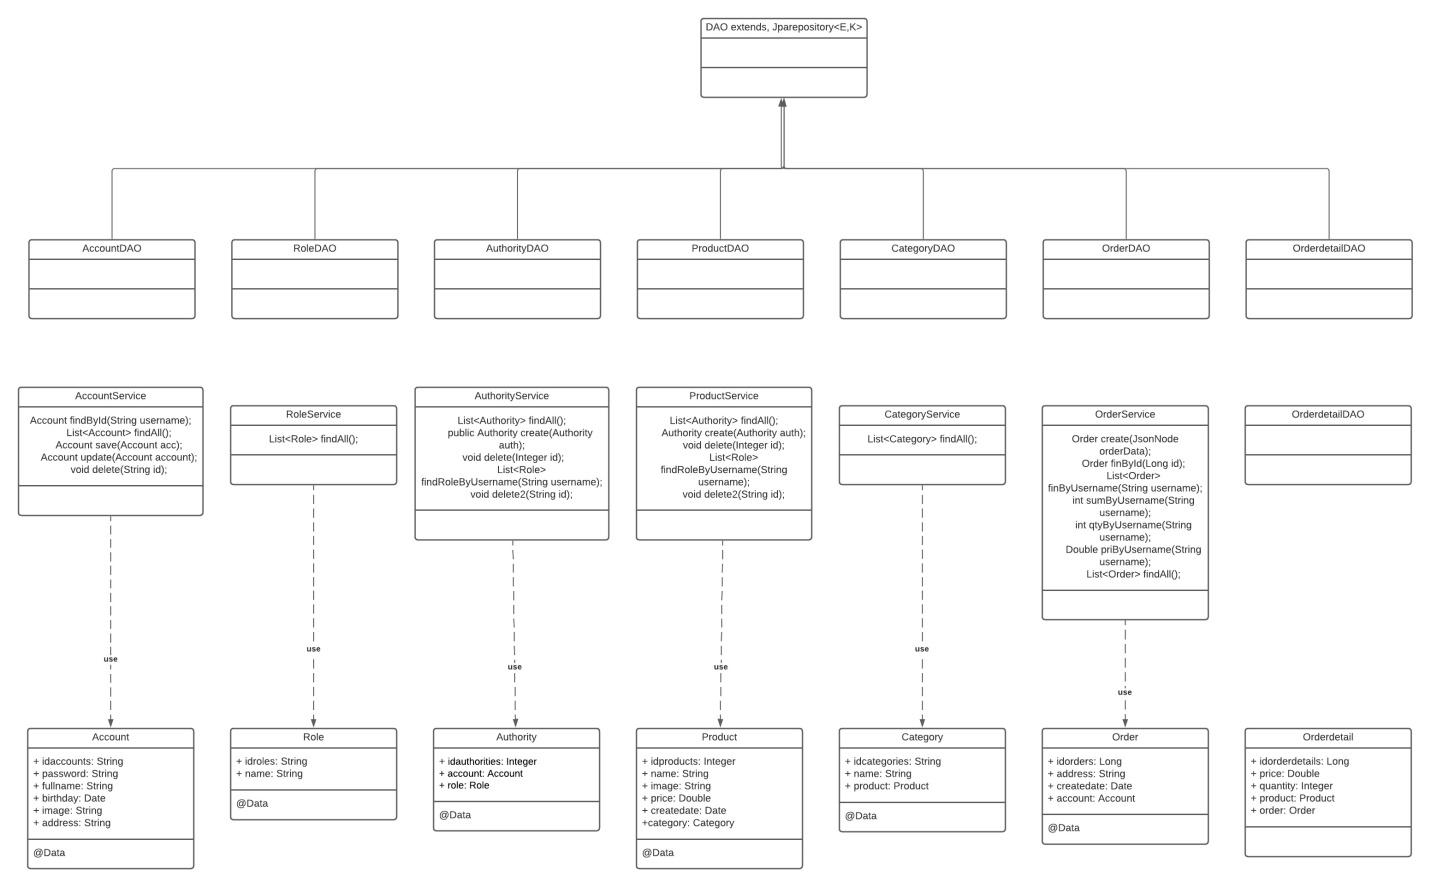 DAO extends, Jparepository<E,K>
AccountDAO
RoleDAO
AuthorityDAO
ProductDAO
CategoryDAO
OrderDAO
OrderdetailDAO
AccountService
Account findById(String username);
List<Account> findAll();
Account save(Account acc);
Account update(Account account);
void delete(String id);
RoleService
List<Role> findAll();
AuthorityService
List<Authority> findAll();
public Authority create(Authority
auth);
void delete(Integer id);
List<Role>
findRoleByUsername(String username);
void delete2(String id);
ProductService
List<Authority> findAll();
Authority create(Authority auth);
void delete(Integer id);
List<Role>
findRoleByUsername(String
username);
void delete2(String id);
CategoryService
List<Category> findAll();
OrderService
Order create(JsonNode
orderData);
Order finById(Long id);
List<Order>
finByUsername(String username);
int sumByUsername(String
username);
int qtyByUsername(String
username);
Double priByUsername(String
username);
List<Order> findAll();
OrderdetailDAO
use
use
use
use
use
use
Account
+ idaccounts: String
+ password: String
+ fullname: String
+ birthday: Date
+ image: String
+ address: String
@Data
Role
+ idroles: String
+ name: String
@Data
Authority
+ idauthorities: Integer
+ account: Account
+ role: Role
@Data
Product
+ idproducts: Integer
+ name: String
+ image: String
+ price: Double
+ createdate: Date
+category: Category
@Data
Category
+ idcategories: String
+ name: String
+ product: Product
@Data
Order
+ idorders: Long
+ address: String
+ createdate: Date
+ account: Account
@Data
Orderdetail
+ idorderdetails: Long
+ price: Double
+ quantity: Integer
+ product: Product
+ order: Order